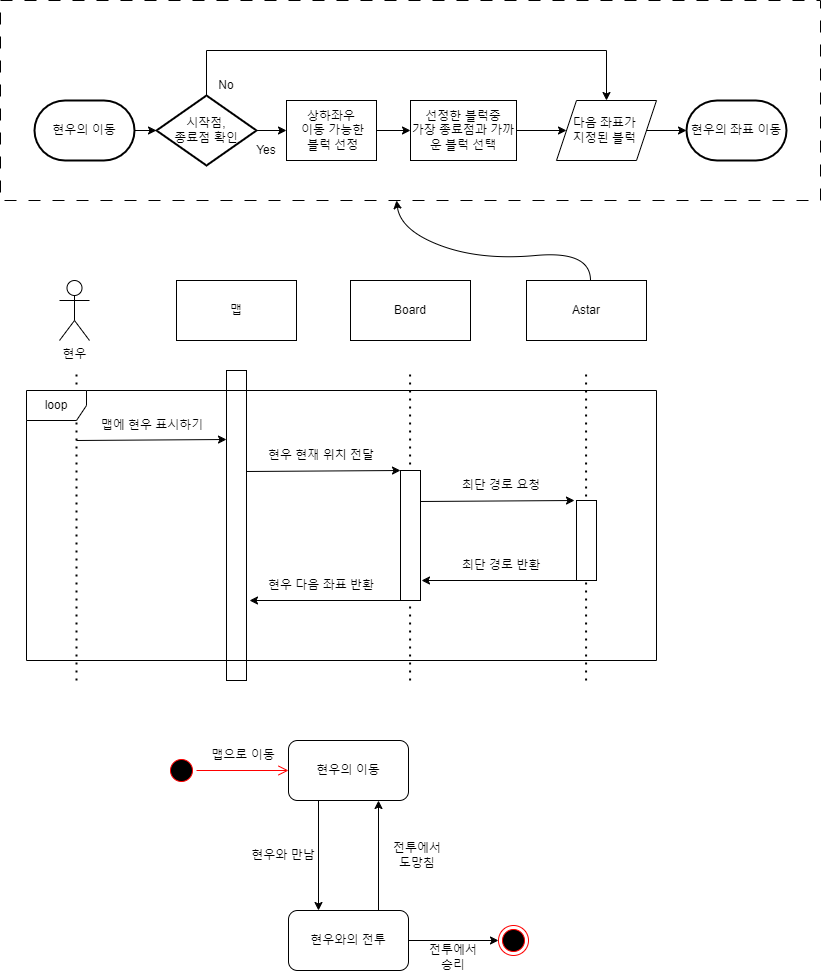 No
현우의 이동
시작점,
종료점 확인
Yes
상하좌우
이동 가능한
블럭 선정
선정한 블럭중
가장 종료점과 가까
운 블럭 선택
다음 좌표가
지정된 블럭
현우의 좌표 이동
현우
맵
Board
Astar
loop
맵에 현우 표시하기
현우 현재 위치 전달
최단 경로 요청
최단 경로 반환
현우 다음 좌표 반환
맵으로 이동
현우의 이동
현우와 만남
전투에서
도망침
현우와의 전투
전투에서
승리